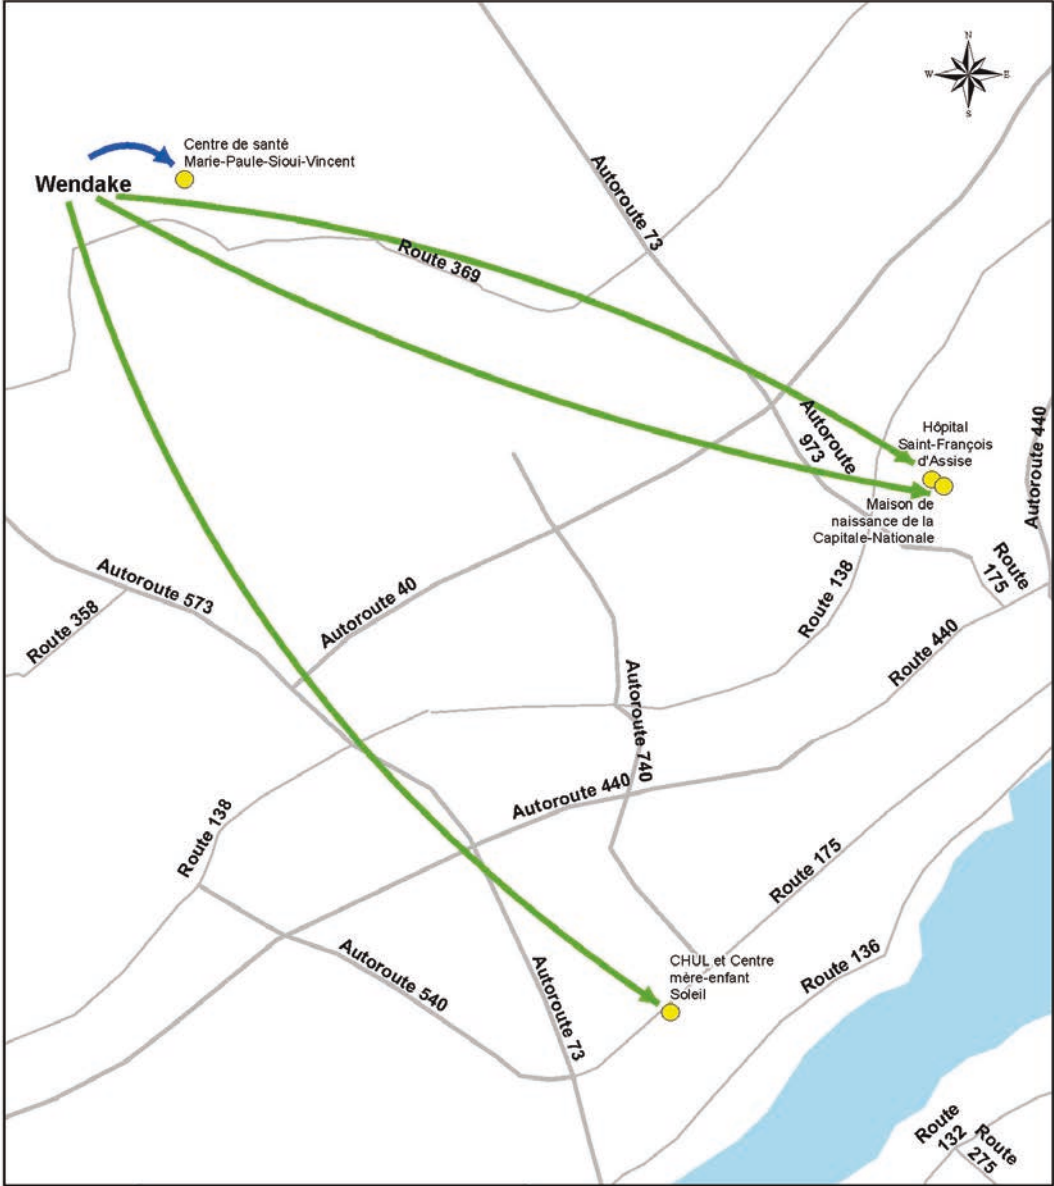 N
W
E
S
Centre de santé
Marie-Paule-Sioui-Vincent
Wendake
Autoroute 73
Route 369
Autoroute
973
Hôpital
Saint-François
d'Assise
Autoroute 440
Maison de
naissance de la
Capitale-Nationale
Route
175
Autoroute 573
Autoroute 40
Route 138
Route 358
Route 440
Autoroute 740
Autoroute 440
Route 138
Route 175
Autoroute 540
CHUL et Centre
mère-enfant
Soleil
Route 136
Autoroute 73
Route
132
Route
275